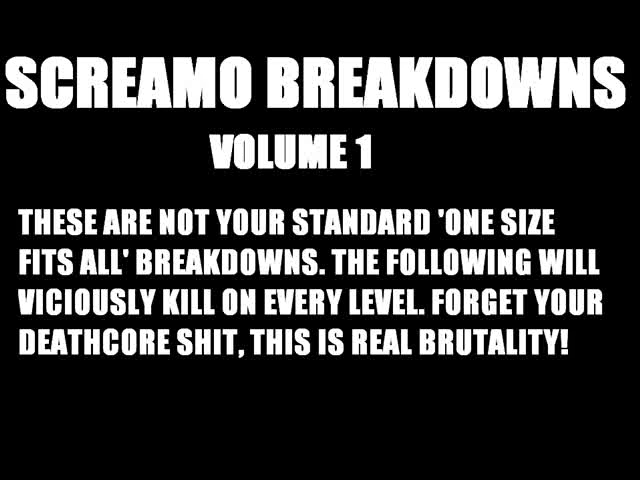 SCREAMO BREAKDOWNS
VOLUME 1
THESE ARE NOT YOUR STANDARD 'ONE SIZE
FITS ALL' BREAKDOWNS. THE FOLLOWING WILL
VICIOUSLY KILL ON EVERY LEVEL. FORGET YOUR
DEATHCORE SHIT, THIS IS REAL BRUTALITY!